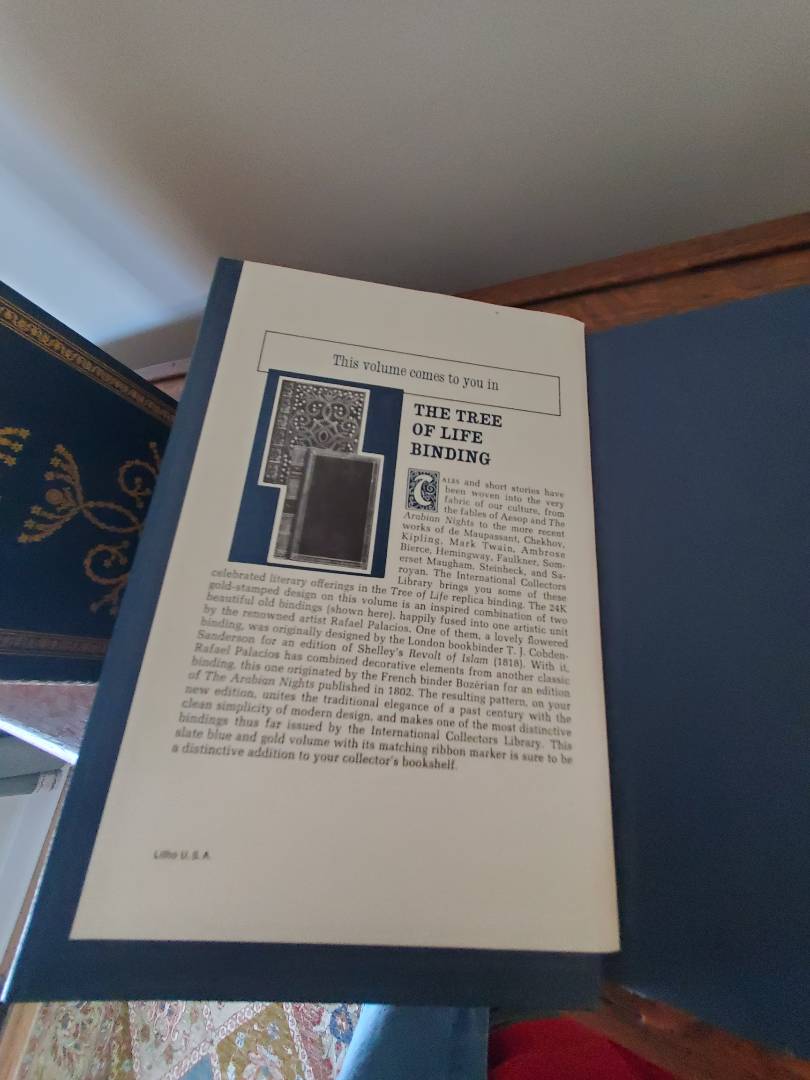 This volume comes to you in
THE TREE
OF LIFE
BINDING
TALES and short stories have
been woven into the very
fabric of our culture, from
the fables of Aesop and The
Arabian Nights to the more recent
works of de Maupassant, Chekhov,
Kipling, Mark Twain, Ambrose
Bierce, Hemingway, Faulkner, Som-
erset Maugham, Steinbeck, and Sa-
royan. The International Collectors
Library brings you some of these
celebrated literary offerings in the Tree of Life replica binding. The 24K
gold-stamped design on this volume is an inspired combination of two
beautiful old bindings (shown here), happily fused into one artistic unit
by the renowned artist Rafael Palacios. One of them, a lovely flowered
binding, was originally designed by the London bookbinder T. J. Cobden-
Sanderson for an edition of Shelley's Revolt of Islam (1818). With it,
Rafael Palacios has combined decorative elements from another classic
binding, this one originated by the French binder Bozérian for an edition
of The Arabian Nights published in 1802. The resulting pattern, on your
new edition, unites the traditional elegance of a past century with the
clean simplicity of modern design, and makes one of the most distinctive
bindings thus far issued by the International Collectors Library. This
slate blue and gold volume with its matching ribbon marker is sure to be
a distinctive addition to your collector's bookshelf.
Litho U. S. A.